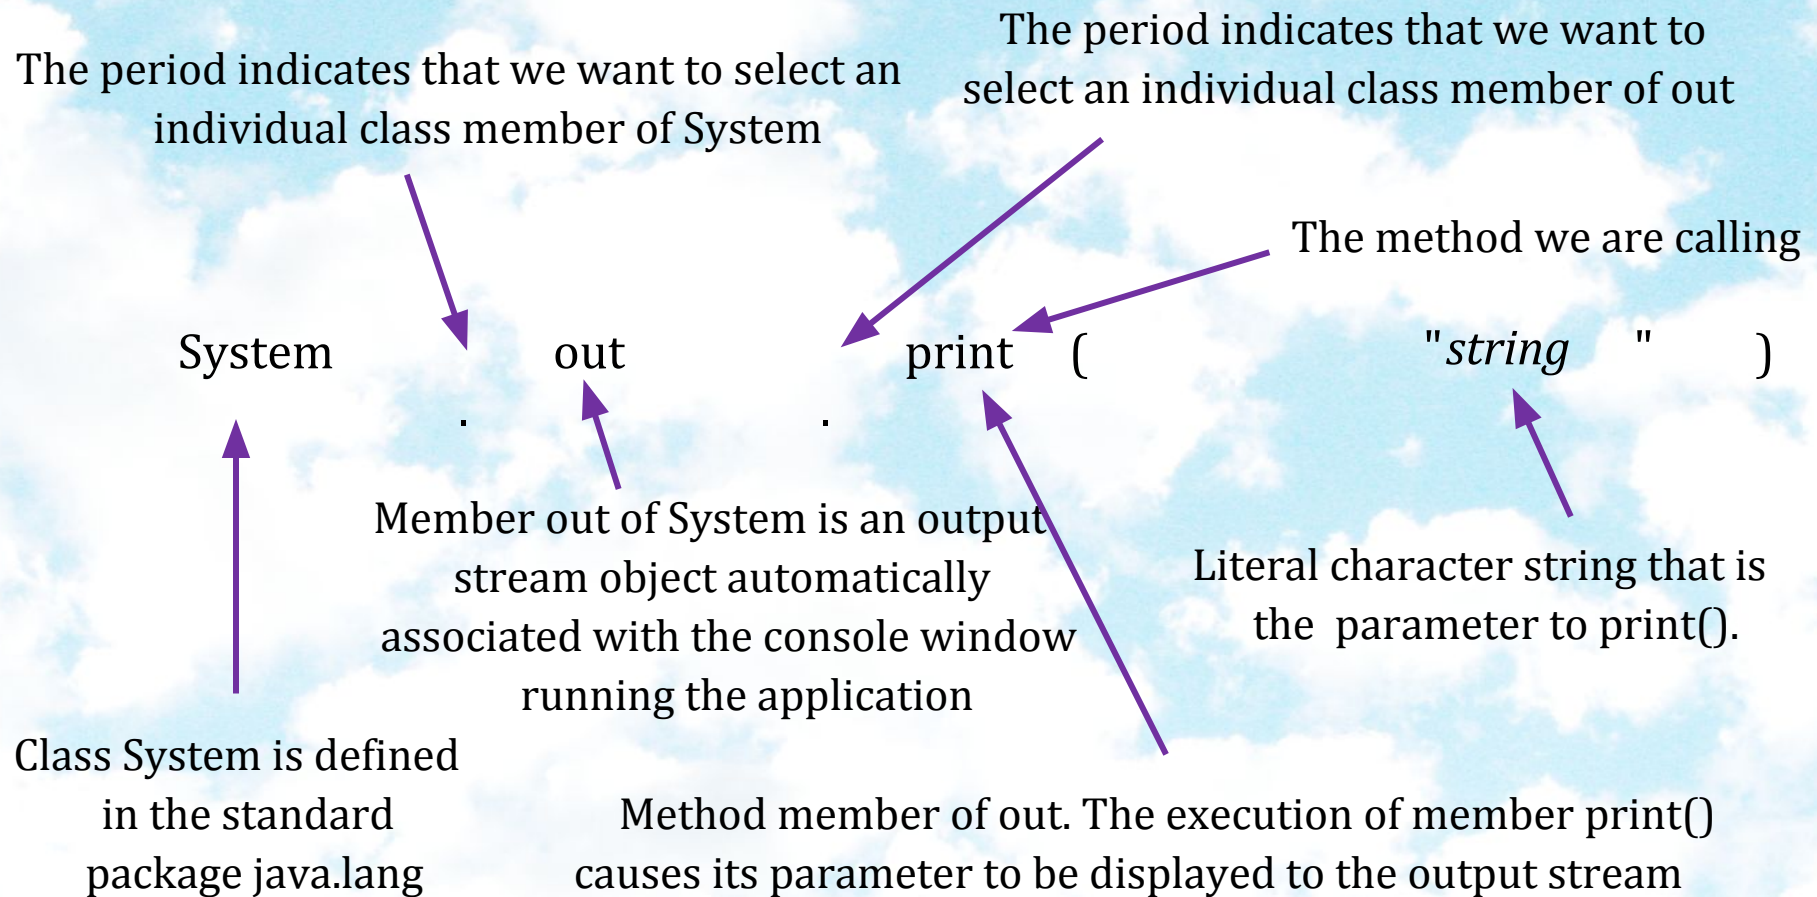 The period indicates that we want to select an
individual class member of System
The period indicates that we want to
select an individual class member of out
The method we are calling
System . out . print ( "string " )
Member out of System is an output
stream object automatically
associated with the console window
running the application
Literal character string that is
the parameter to print().
Class System is defined
in the standard
package java.lang
Method member of out. The execution of member print()
causes its parameter to be displayed to the output stream